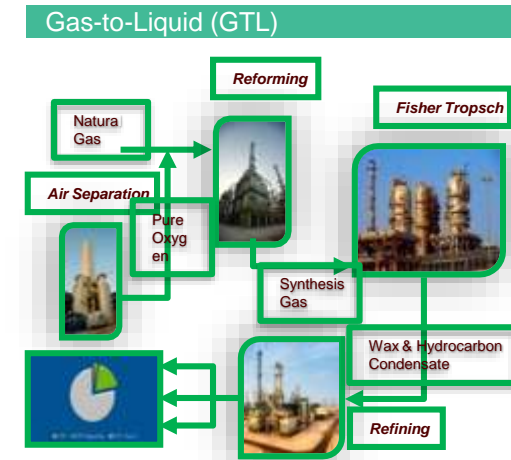 Gas-to-Liquid (GTL)
Reforming
Fisher Tropsch
Natura
Gas
Air Separation
Pure
Oxyg
en
Synthesis
Gas
Wax & Hydrocarbon
Condensate
Refining